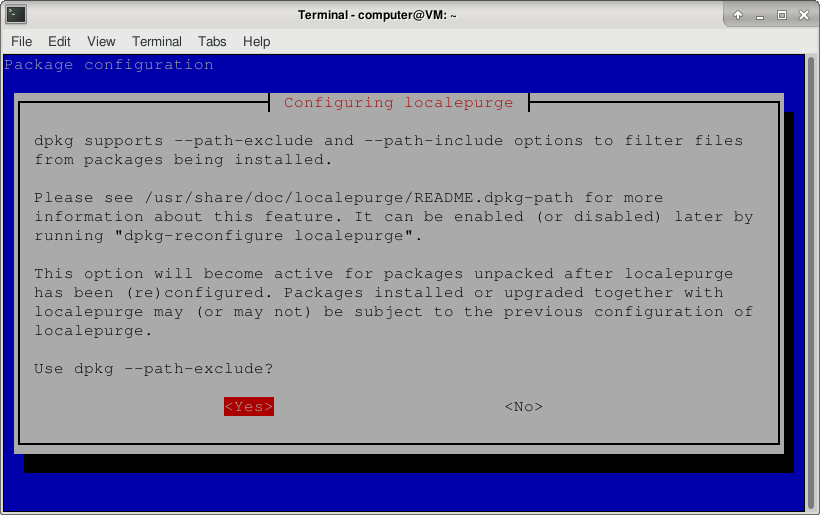 Terminal - computer@VM: ~
File Edit View Terminal Tabs Help
Package configuration
Configuring localepurge
dpkg supports --path-exclude and --path-include options to filter files
from packages being installed.
Please see /usr/share/doc/localepurge/README.dpkg-path for more
information about this feature. It can be enabled (or disabled) later by
running "dpkg-reconfigure localepurge".
This option will become active for packages unpacked after localepurge
has been (re)configured. Packages installed or upgraded together with
localepurge may (or may not) be subject to the previous configuration of
localepurge.
Use dpkg --path-exclude?
<Yes> <No>